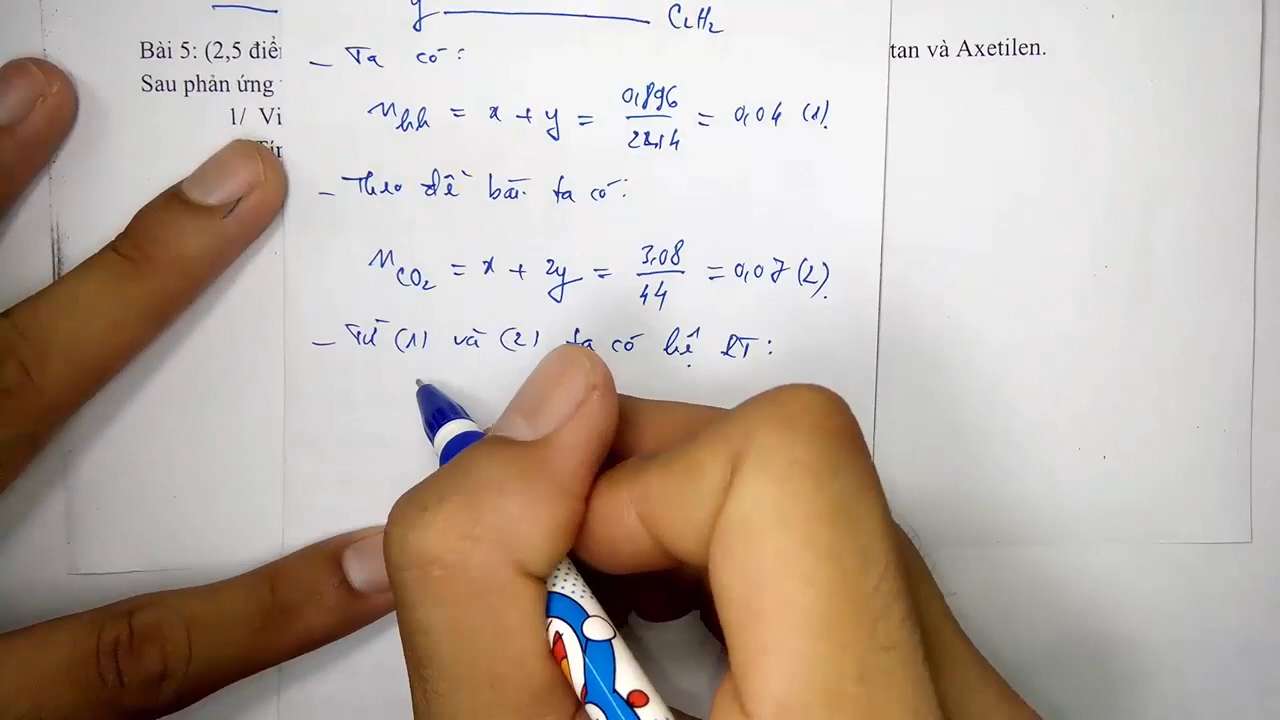 y C2H2
Bài 5: (2,5 điể tan và Axetilen.
Sau phản ứng
1/ Vi
– Ta có:
nhh = x + y = 0,896 / 22,4 = 0,04 (1).
– Theo đề bài ta có:
nCO2 = x + 2y = 3,08 / 44 = 0,07 (2).
– Từ (1) và (2) ta có hệ PT: